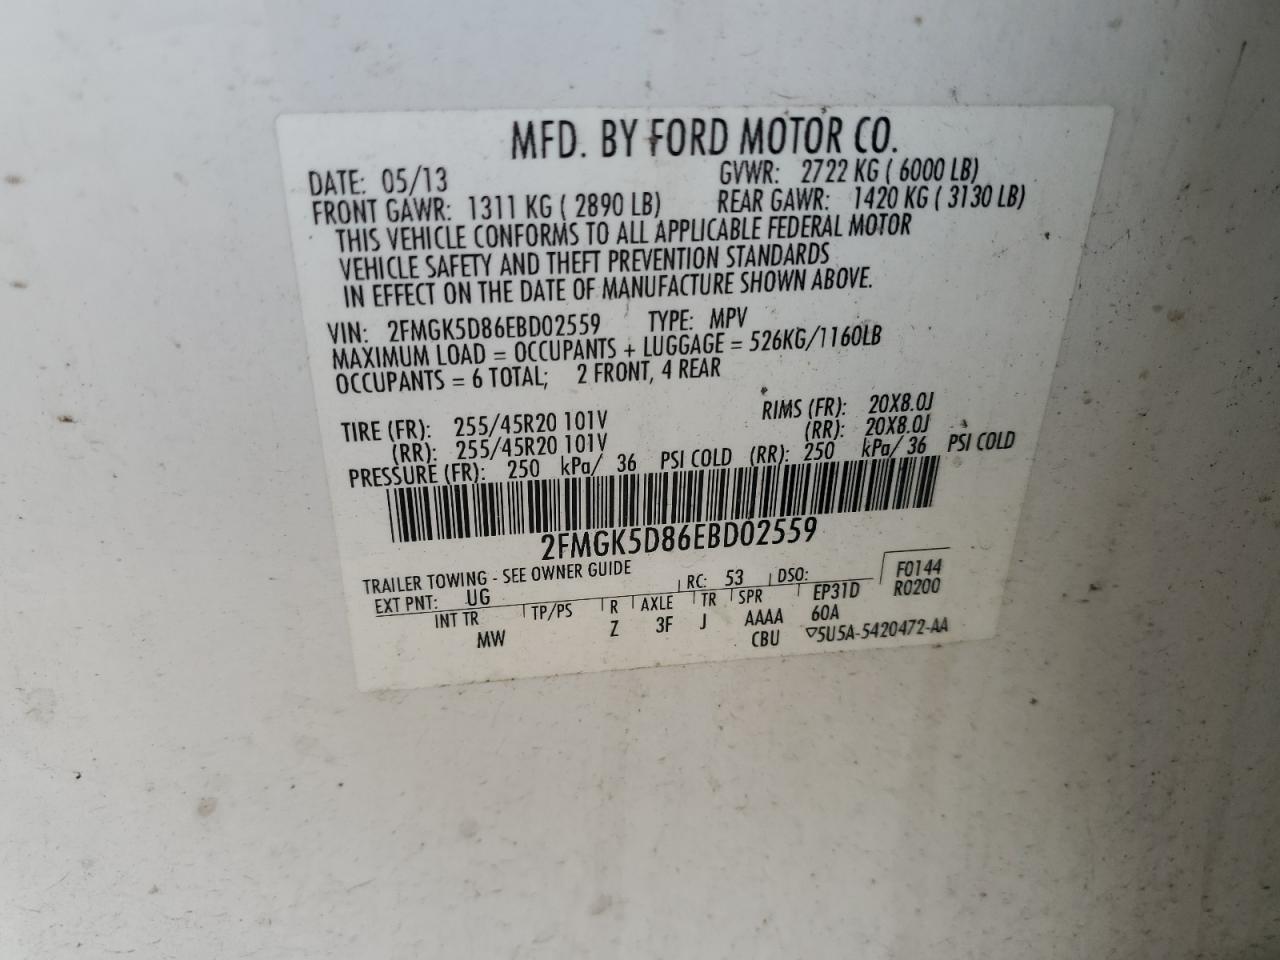 MFD. BY FORD MOTOR CO.
DATE: 05/13 GVWR: 2722 KG ( 6000 LB)
FRONT GAWR: 1311 KG ( 2890 LB) REAR GAWR: 1420 KG ( 3130 LB)
THIS VEHICLE CONFORMS TO ALL APPLICABLE FEDERAL MOTOR
VEHICLE SAFETY AND THEFT PREVENTION STANDARDS
IN EFFECT ON THE DATE OF MANUFACTURE SHOWN ABOVE.
VIN: 2FMGK5D86EBD02559 TYPE: MPV
MAXIMUM LOAD = OCCUPANTS + LUGGAGE = 526KG/1160LB
OCCUPANTS = 6 TOTAL; 2 FRONT, 4 REAR
TIRE (FR): 255/45R20 101V RIMS (FR): 20X8.0J
(RR): 255/45R20 101V (RR): 20X8.0J
PRESSURE (FR): 250 kPa/ 36 PSI COLD (RR): 250 kPa/ 36 PSI COLD
2FMGK5D86EBD02559
TRAILER TOWING - SEE OWNER GUIDE
EXT PNT: UG RC: 53 DSO: F0144
INT TR TP/PS R AXLE TR SPR EP31D R0200
MW Z 3F J AAAA 60A
CBU ▽5U5A-5420472-AA